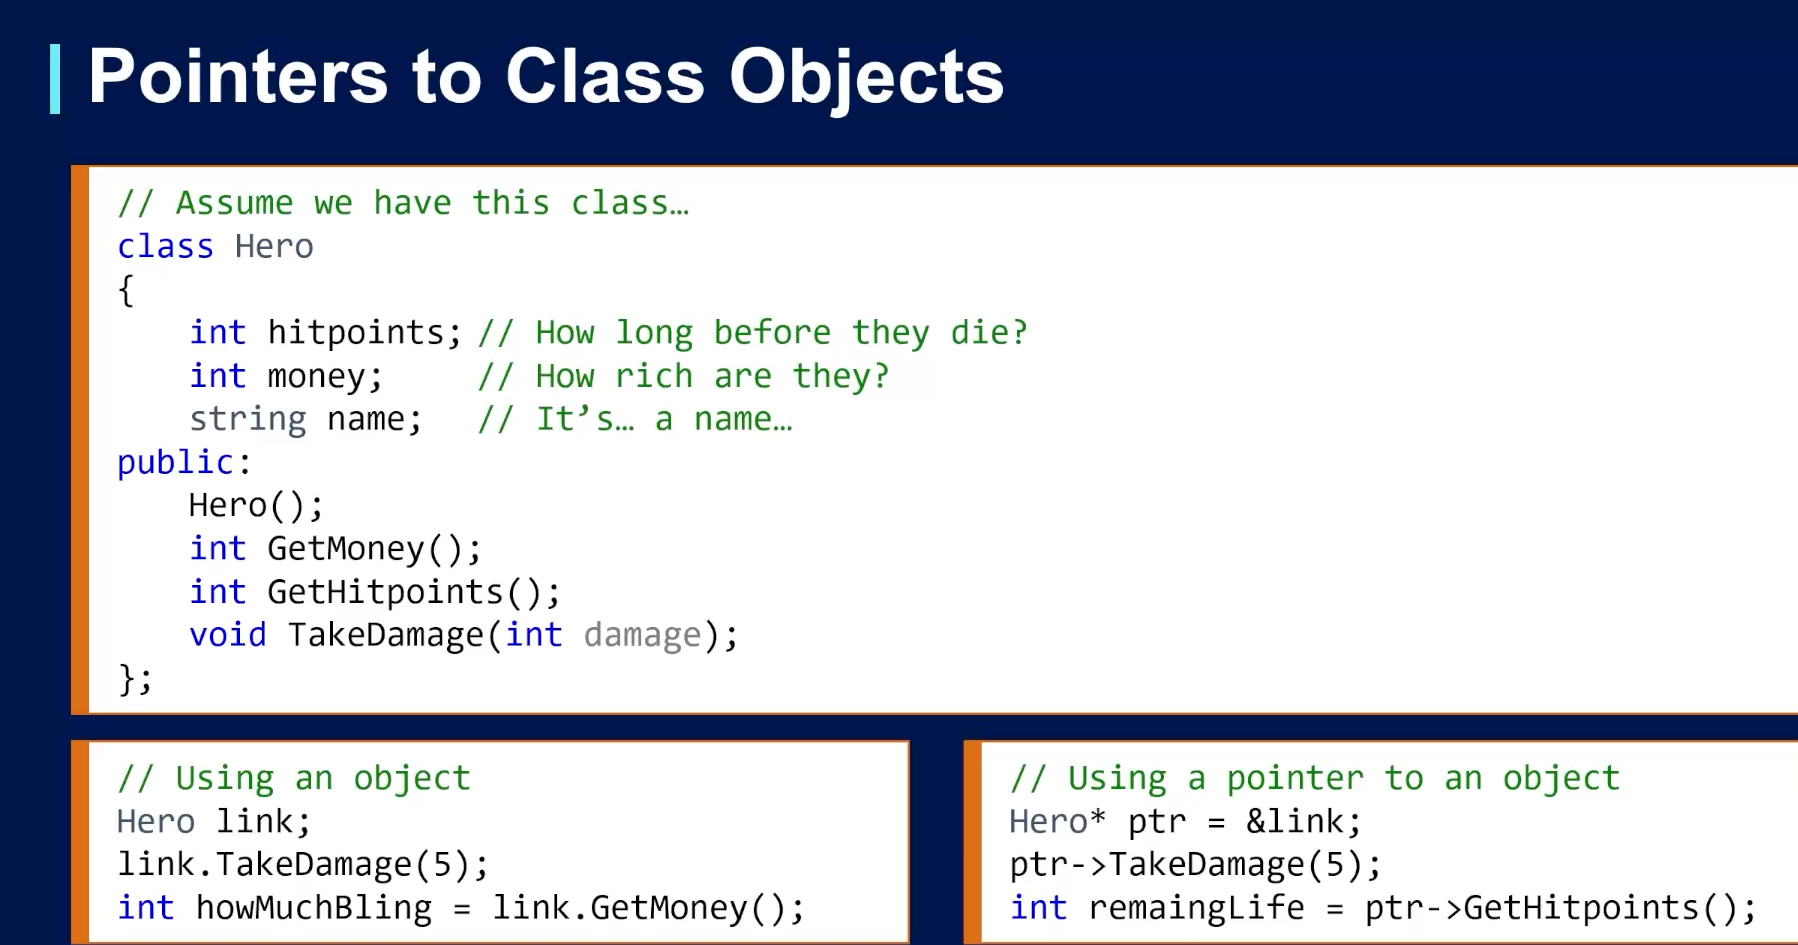 Pointers to Class Objects
// Assume we have this class…
class Hero
{
    int hitpoints; // How long before they die?
    int money;     // How rich are they?
    string name;   // It’s… a name…
public:
    Hero();
    int GetMoney();
    int GetHitpoints();
    void TakeDamage(int damage);
};
// Using an object
Hero link;
link.TakeDamage(5);
int howMuchBling = link.GetMoney();
// Using a pointer to an object
Hero* ptr = &link;
ptr->TakeDamage(5);
int remaingLife = ptr->GetHitpoints();